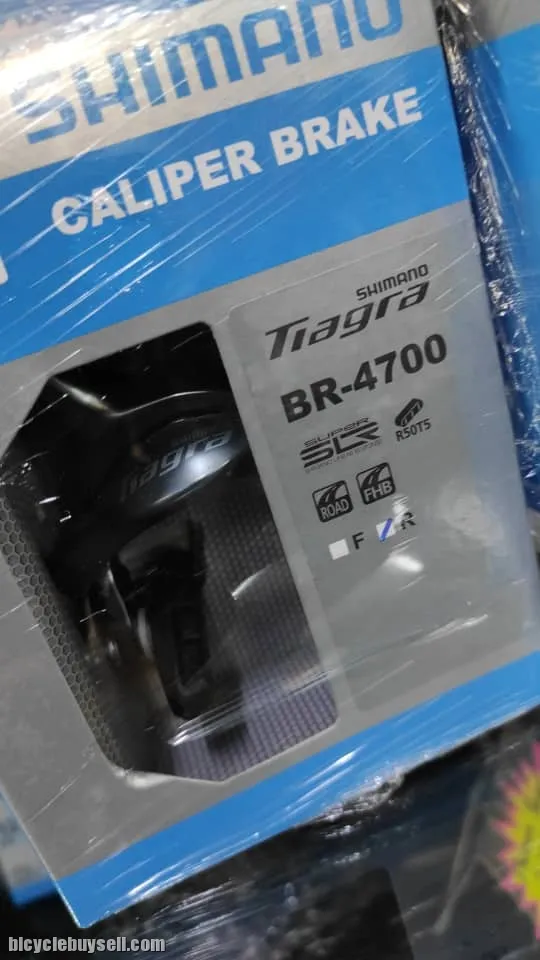 SHIMANO
CALIPER BRAKE
SHIMANO
Tiagra
BR-4700
SUPER
SLR
R50T5
ROAD
FHB
F
R
Tiagra
bicyclebuysell.com